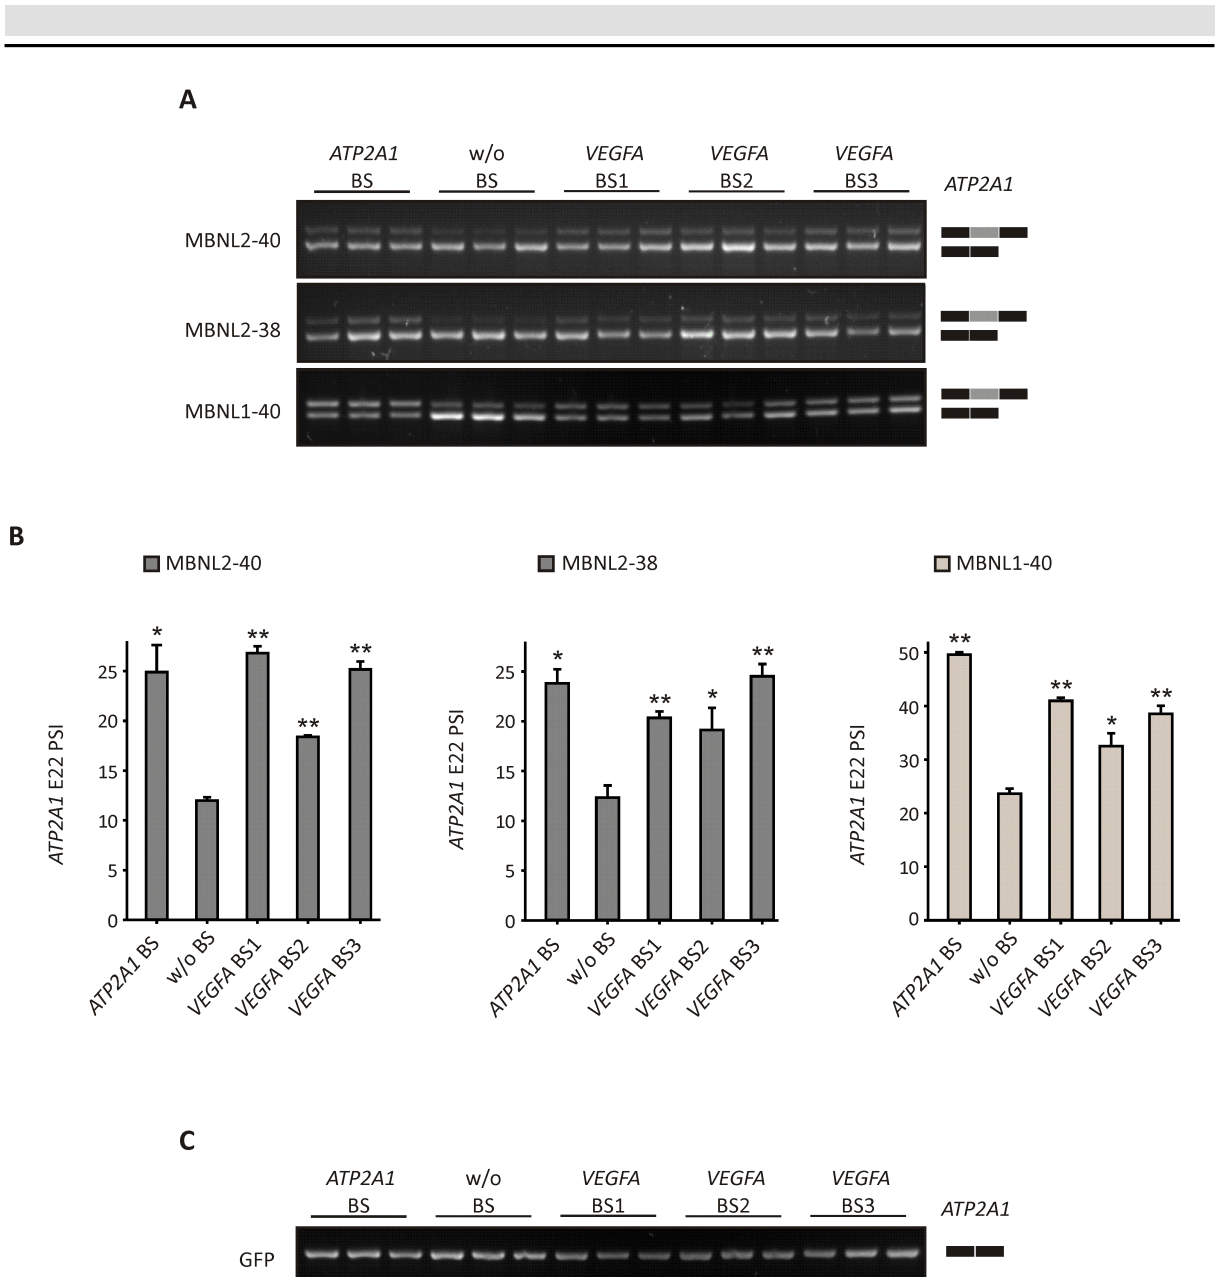 A
ATP2A1 w/o VEGFA VEGFA VEGFA
BS BS BS1 BS2 BS3 ATP2A1
MBNL2-40
MBNL2-38
MBNL1-40
B
MBNL2-40 MBNL2-38 MBNL1-40
ATP2A1 E22 PSI
25
20
15
10
5
0
* ** ** **
ATP2A1 BS w/o BS VEGFA BS1 VEGFA BS2 VEGFA BS3
ATP2A1 E22 PSI
25
20
15
10
5
0
* ** * **
ATP2A1 BS w/o BS VEGFA BS1 VEGFA BS2 VEGFA BS3
ATP2A1 E22 PSI
50
40
30
20
10
0
** ** * **
ATP2A1 BS w/o BS VEGFA BS1 VEGFA BS2 VEGFA BS3
C
ATP2A1 w/o VEGFA VEGFA VEGFA
BS BS BS1 BS2 BS3 ATP2A1
GFP